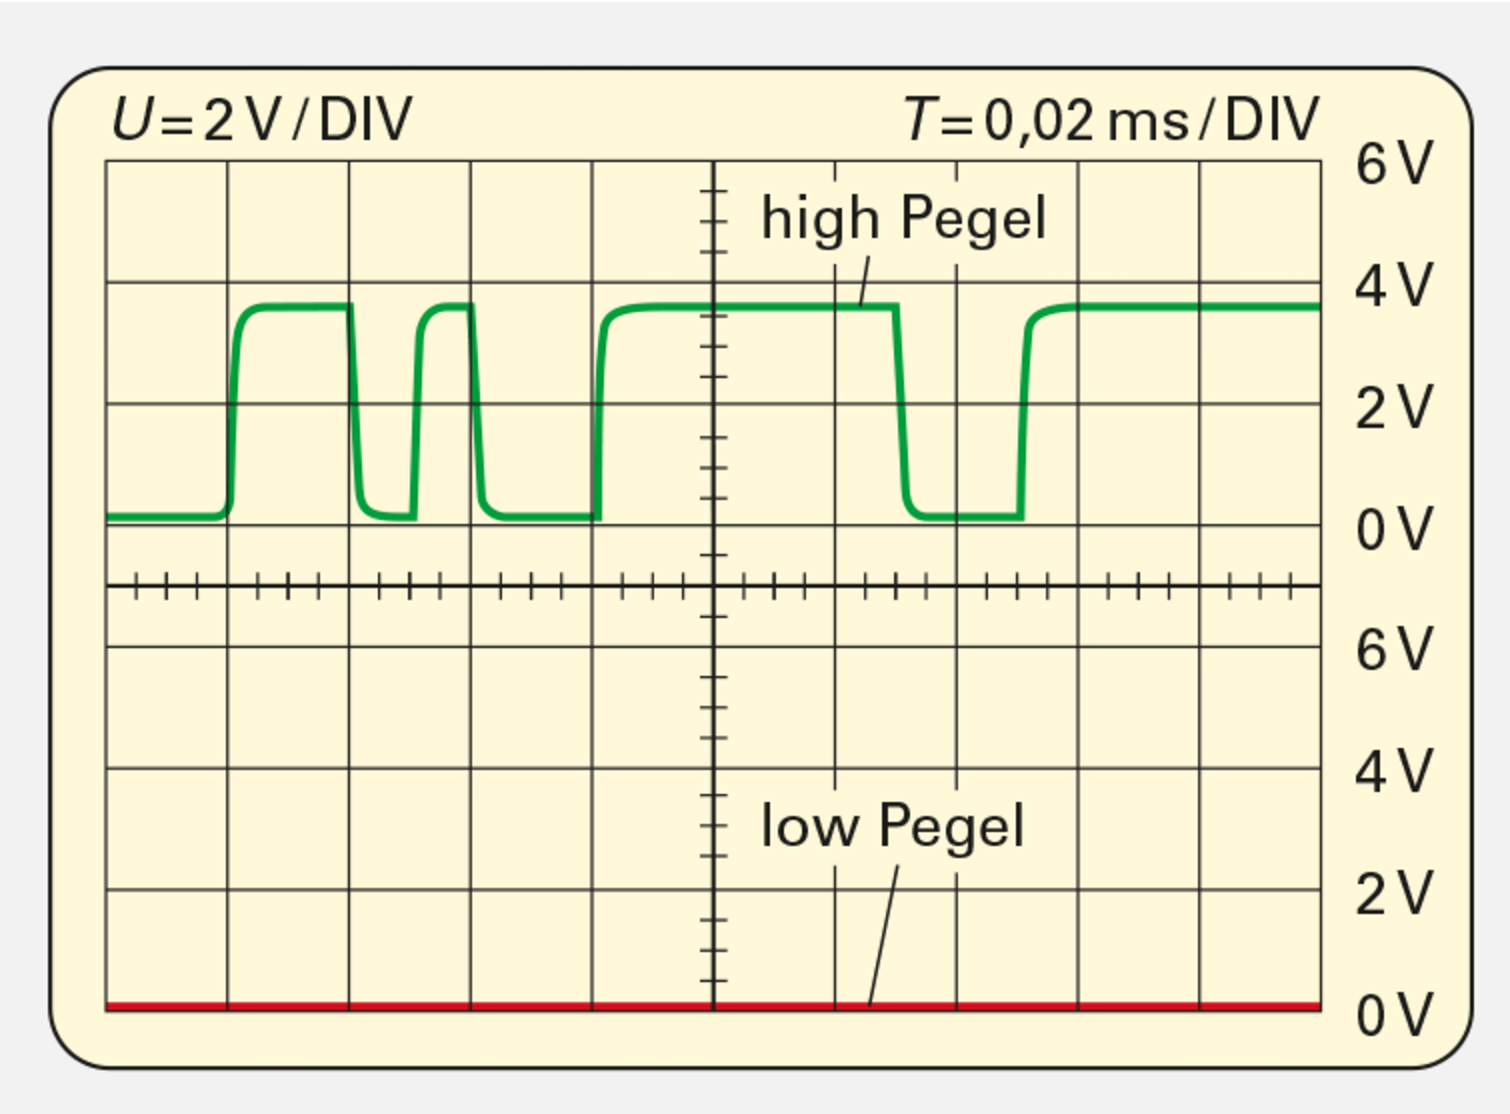 U = 2 V / DIV
T = 0,02 ms / DIV
6 V
high Pegel
4 V
2 V
0 V
6 V
4 V
low Pegel
2 V
0 V